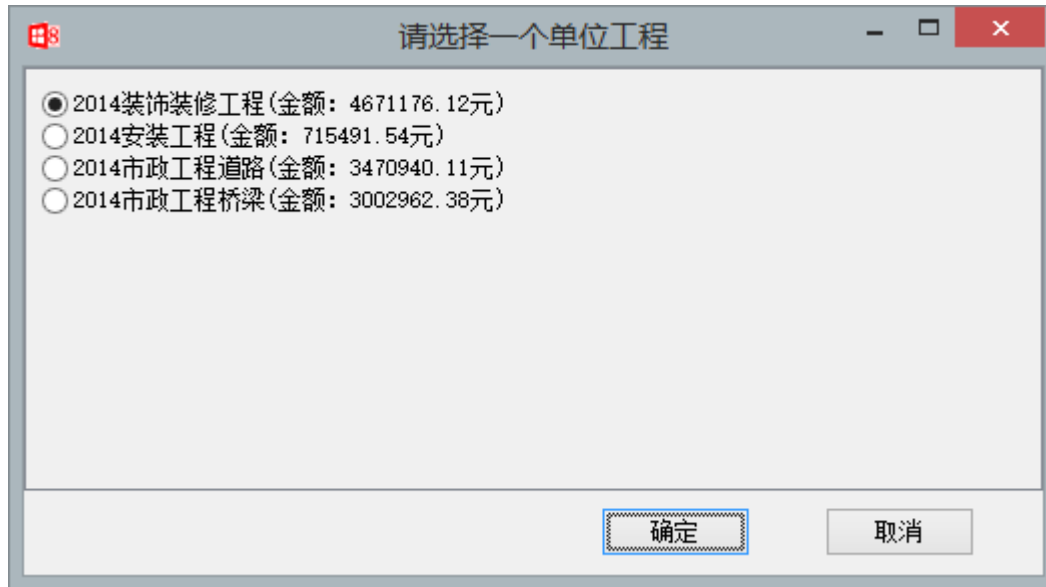 8
请选择一个单位工程
2014装饰装修工程(金额: 4671176.12元)
2014安装工程(金额: 715491.54元)
2014市政工程道路(金额: 3470940.11元)
2014市政工程桥梁(金额: 3002962.38元)
确定 取消